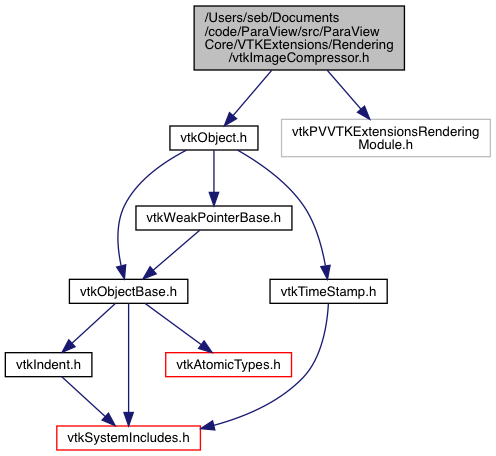 /Users/seb/Documents
/code/ParaView/src/ParaView
Core/VTKExtensions/Rendering
/vtkImageCompressor.h
vtkObject.h
vtkPVVTKExtensionsRendering
Module.h
vtkWeakPointerBase.h
vtkObjectBase.h
vtkTimeStamp.h
vtkIndent.h
vtkAtomicTypes.h
vtkSystemIncludes.h